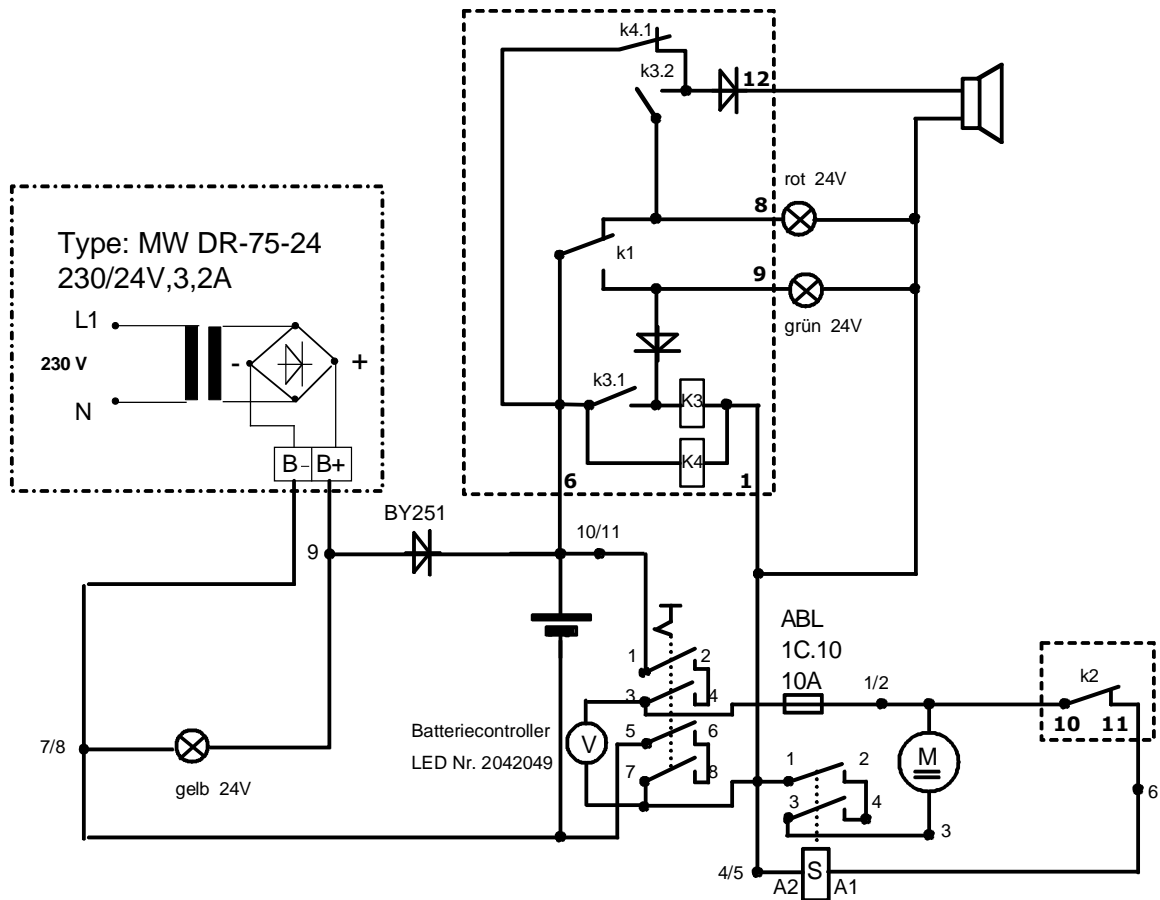 k4.1
k3.2
12
rot 24V
8
k1
9
grün 24V
k3.1
K3
K4
6
1
Type: MW DR-75-24
230/24V,3,2A
L1
230 V
N
-
+
B- B+
BY251
9
10/11
ABL
1C.10
10A
1/2
k2
10 11
1 2
3 4
5 6
7 8
Batteriecontroller
LED Nr. 2042049
V
7/8
gelb 24V
M
1 2
3 4
3
6
4/5
A2 S A1